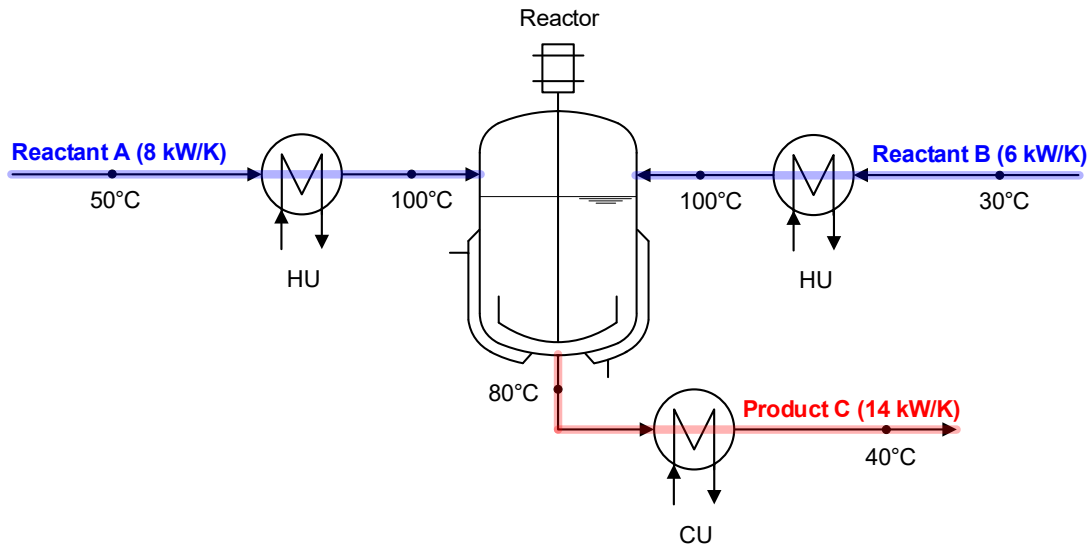 Reactor
Reactant A (8 kW/K)
Reactant B (6 kW/K)
50°C
100°C
100°C
30°C
HU
HU
80°C
Product C (14 kW/K)
40°C
CU